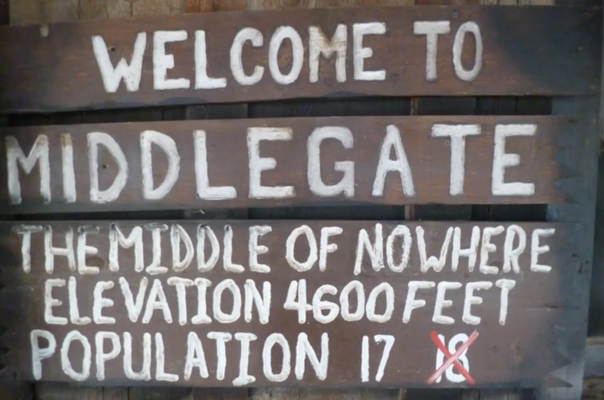 WELCOME TO
MIDDLEGATE
THE MIDDLE OF NOWHERE
ELEVATION 4600 FEET
POPULATION 17 18